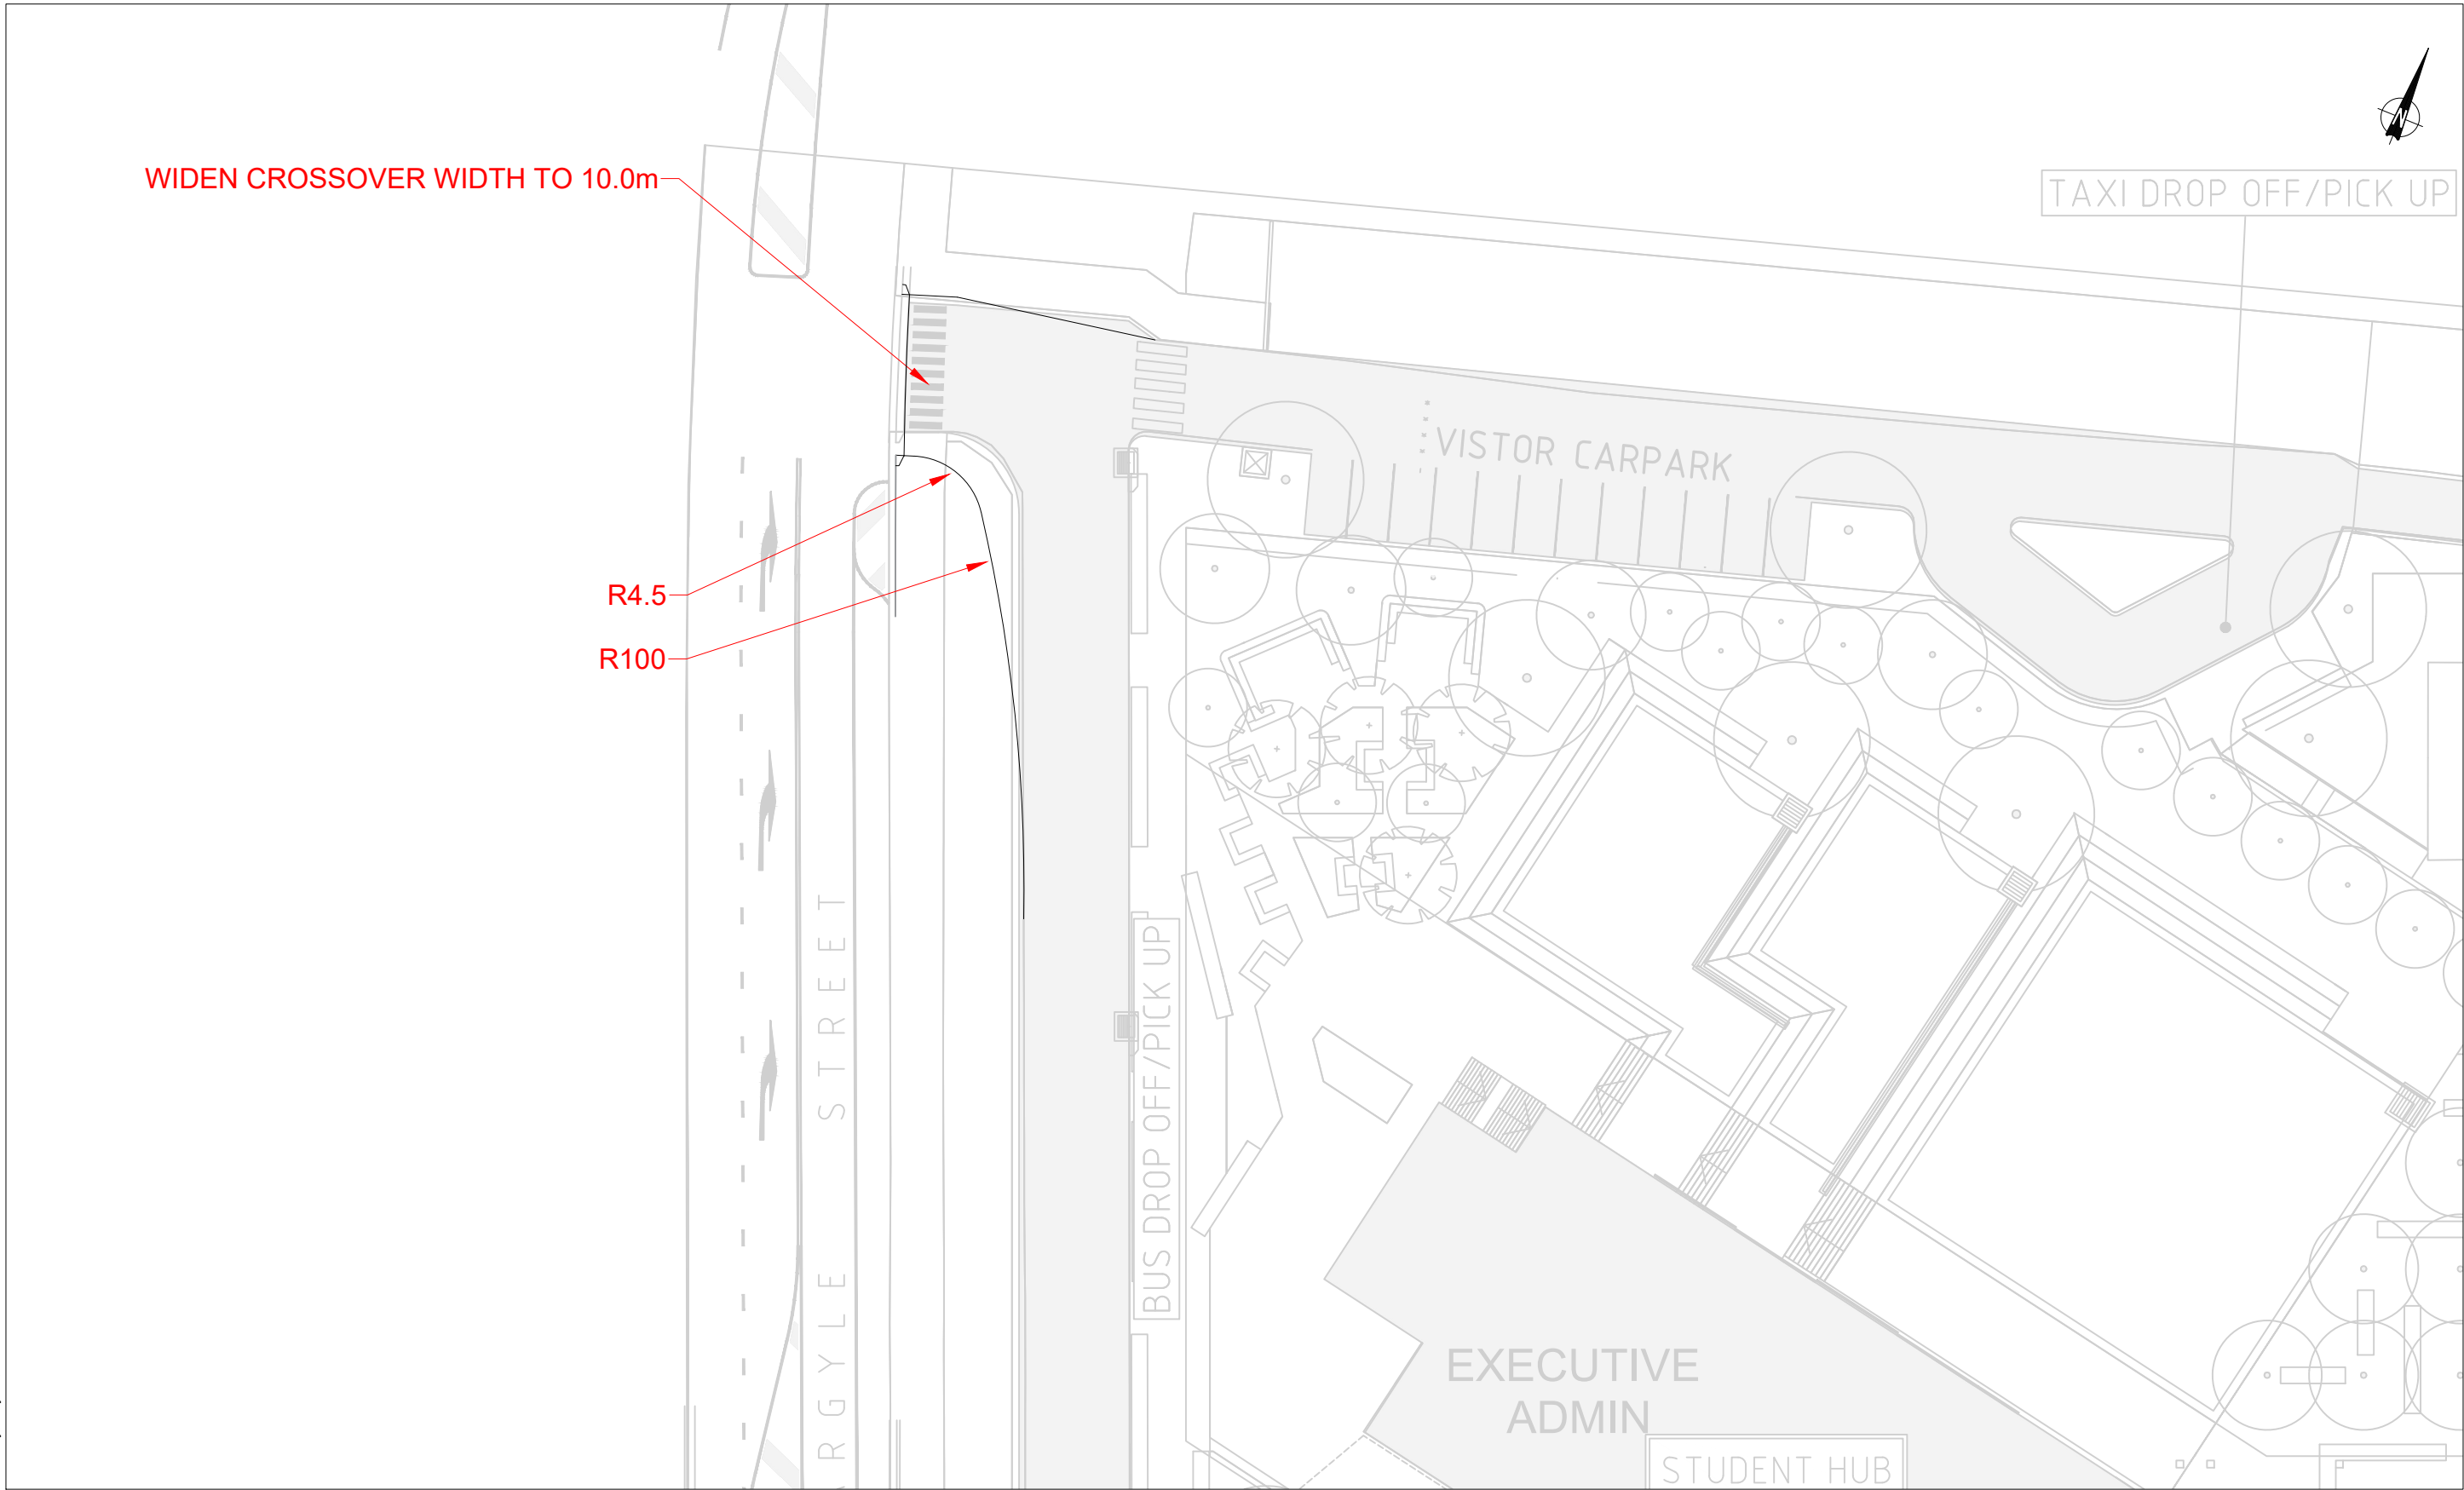 WIDEN CROSSOVER WIDTH TO 10.0m
N
TAXI DROP OFF/PICK UP
VISTOR CARPARK
R4.5
R100
STREET
RGYLE
BUS DROP OFF/PICK UP
EXECUTIVE
ADMIN
STUDENT HUB